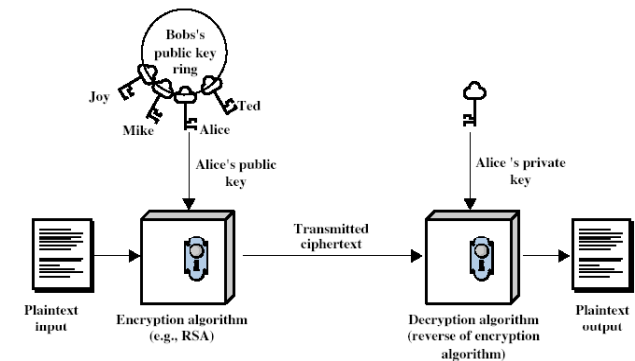 Bobs's
public key
ring
Joy
Ted
Mike
Alice
Alice's public
key
Alice 's private
key
Transmitted
ciphertext
Plaintext
input
Encryption algorithm
(e.g., RSA)
Decryption algorithm
(reverse of encryption
algorithm)
Plaintext
output